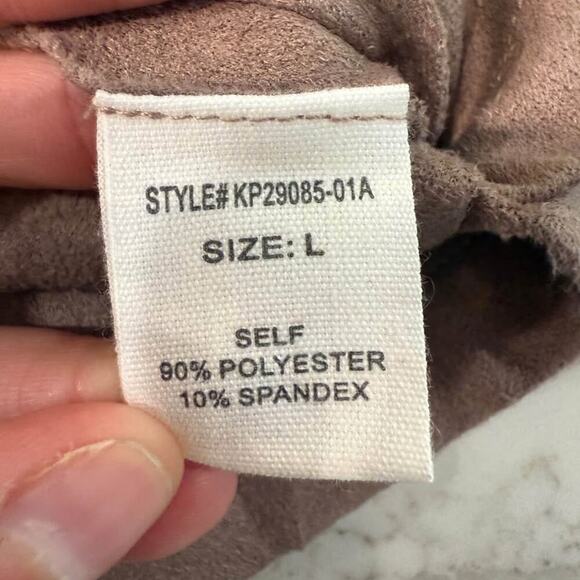 STYLE# KP29085-01A
SIZE: L
SELF
90% POLYESTER
10% SPANDEX